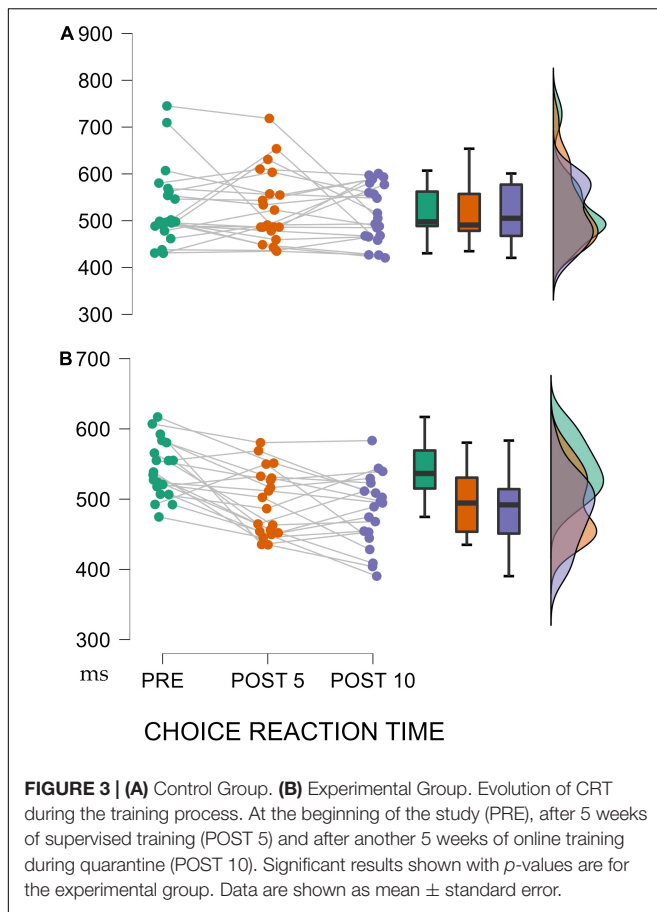 A 900
800
700
600
500
400
300
B 700
600
500
400
300
ms
PRE POST 5 POST 10
CHOICE REACTION TIME
FIGURE 3 | (A) Control Group. (B) Experimental Group. Evolution of CRT
during the training process. At the beginning of the study (PRE), after 5 weeks
of supervised training (POST 5) and after another 5 weeks of online training
during quarantine (POST 10). Significant results shown with p-values are for
the experimental group. Data are shown as mean ± standard error.